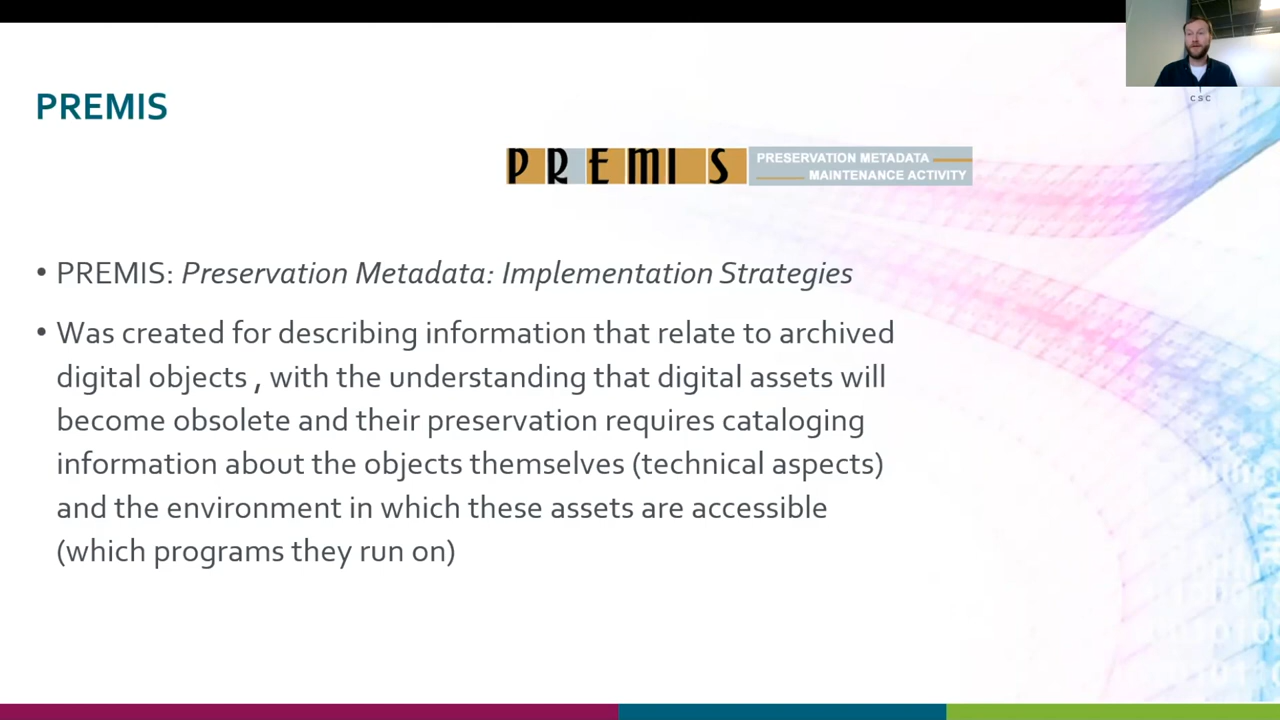 CSC
PREMIS
PREMIS PRESERVATION METADATA
MAINTENANCE ACTIVITY
• PREMIS: Preservation Metadata: Implementation Strategies
• Was created for describing information that relate to archived
digital objects , with the understanding that digital assets will
become obsolete and their preservation requires cataloging
information about the objects themselves (technical aspects)
and the environment in which these assets are accessible
(which programs they run on)